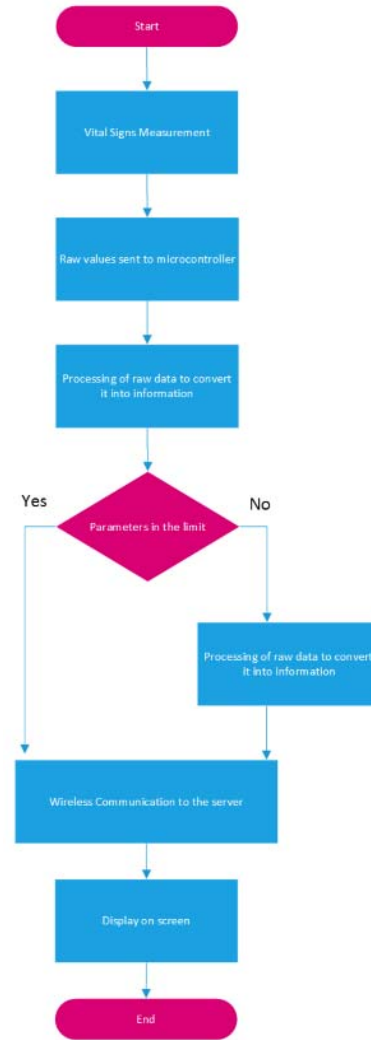 Start
Vital Signs Measurement
Raw values sent to microcontroller
Processing of raw data to convert
it into information
Yes
No
Parameters in the limit
Processing of raw data to convert
it into information
Wireless Communication to the server
Display on screen
End